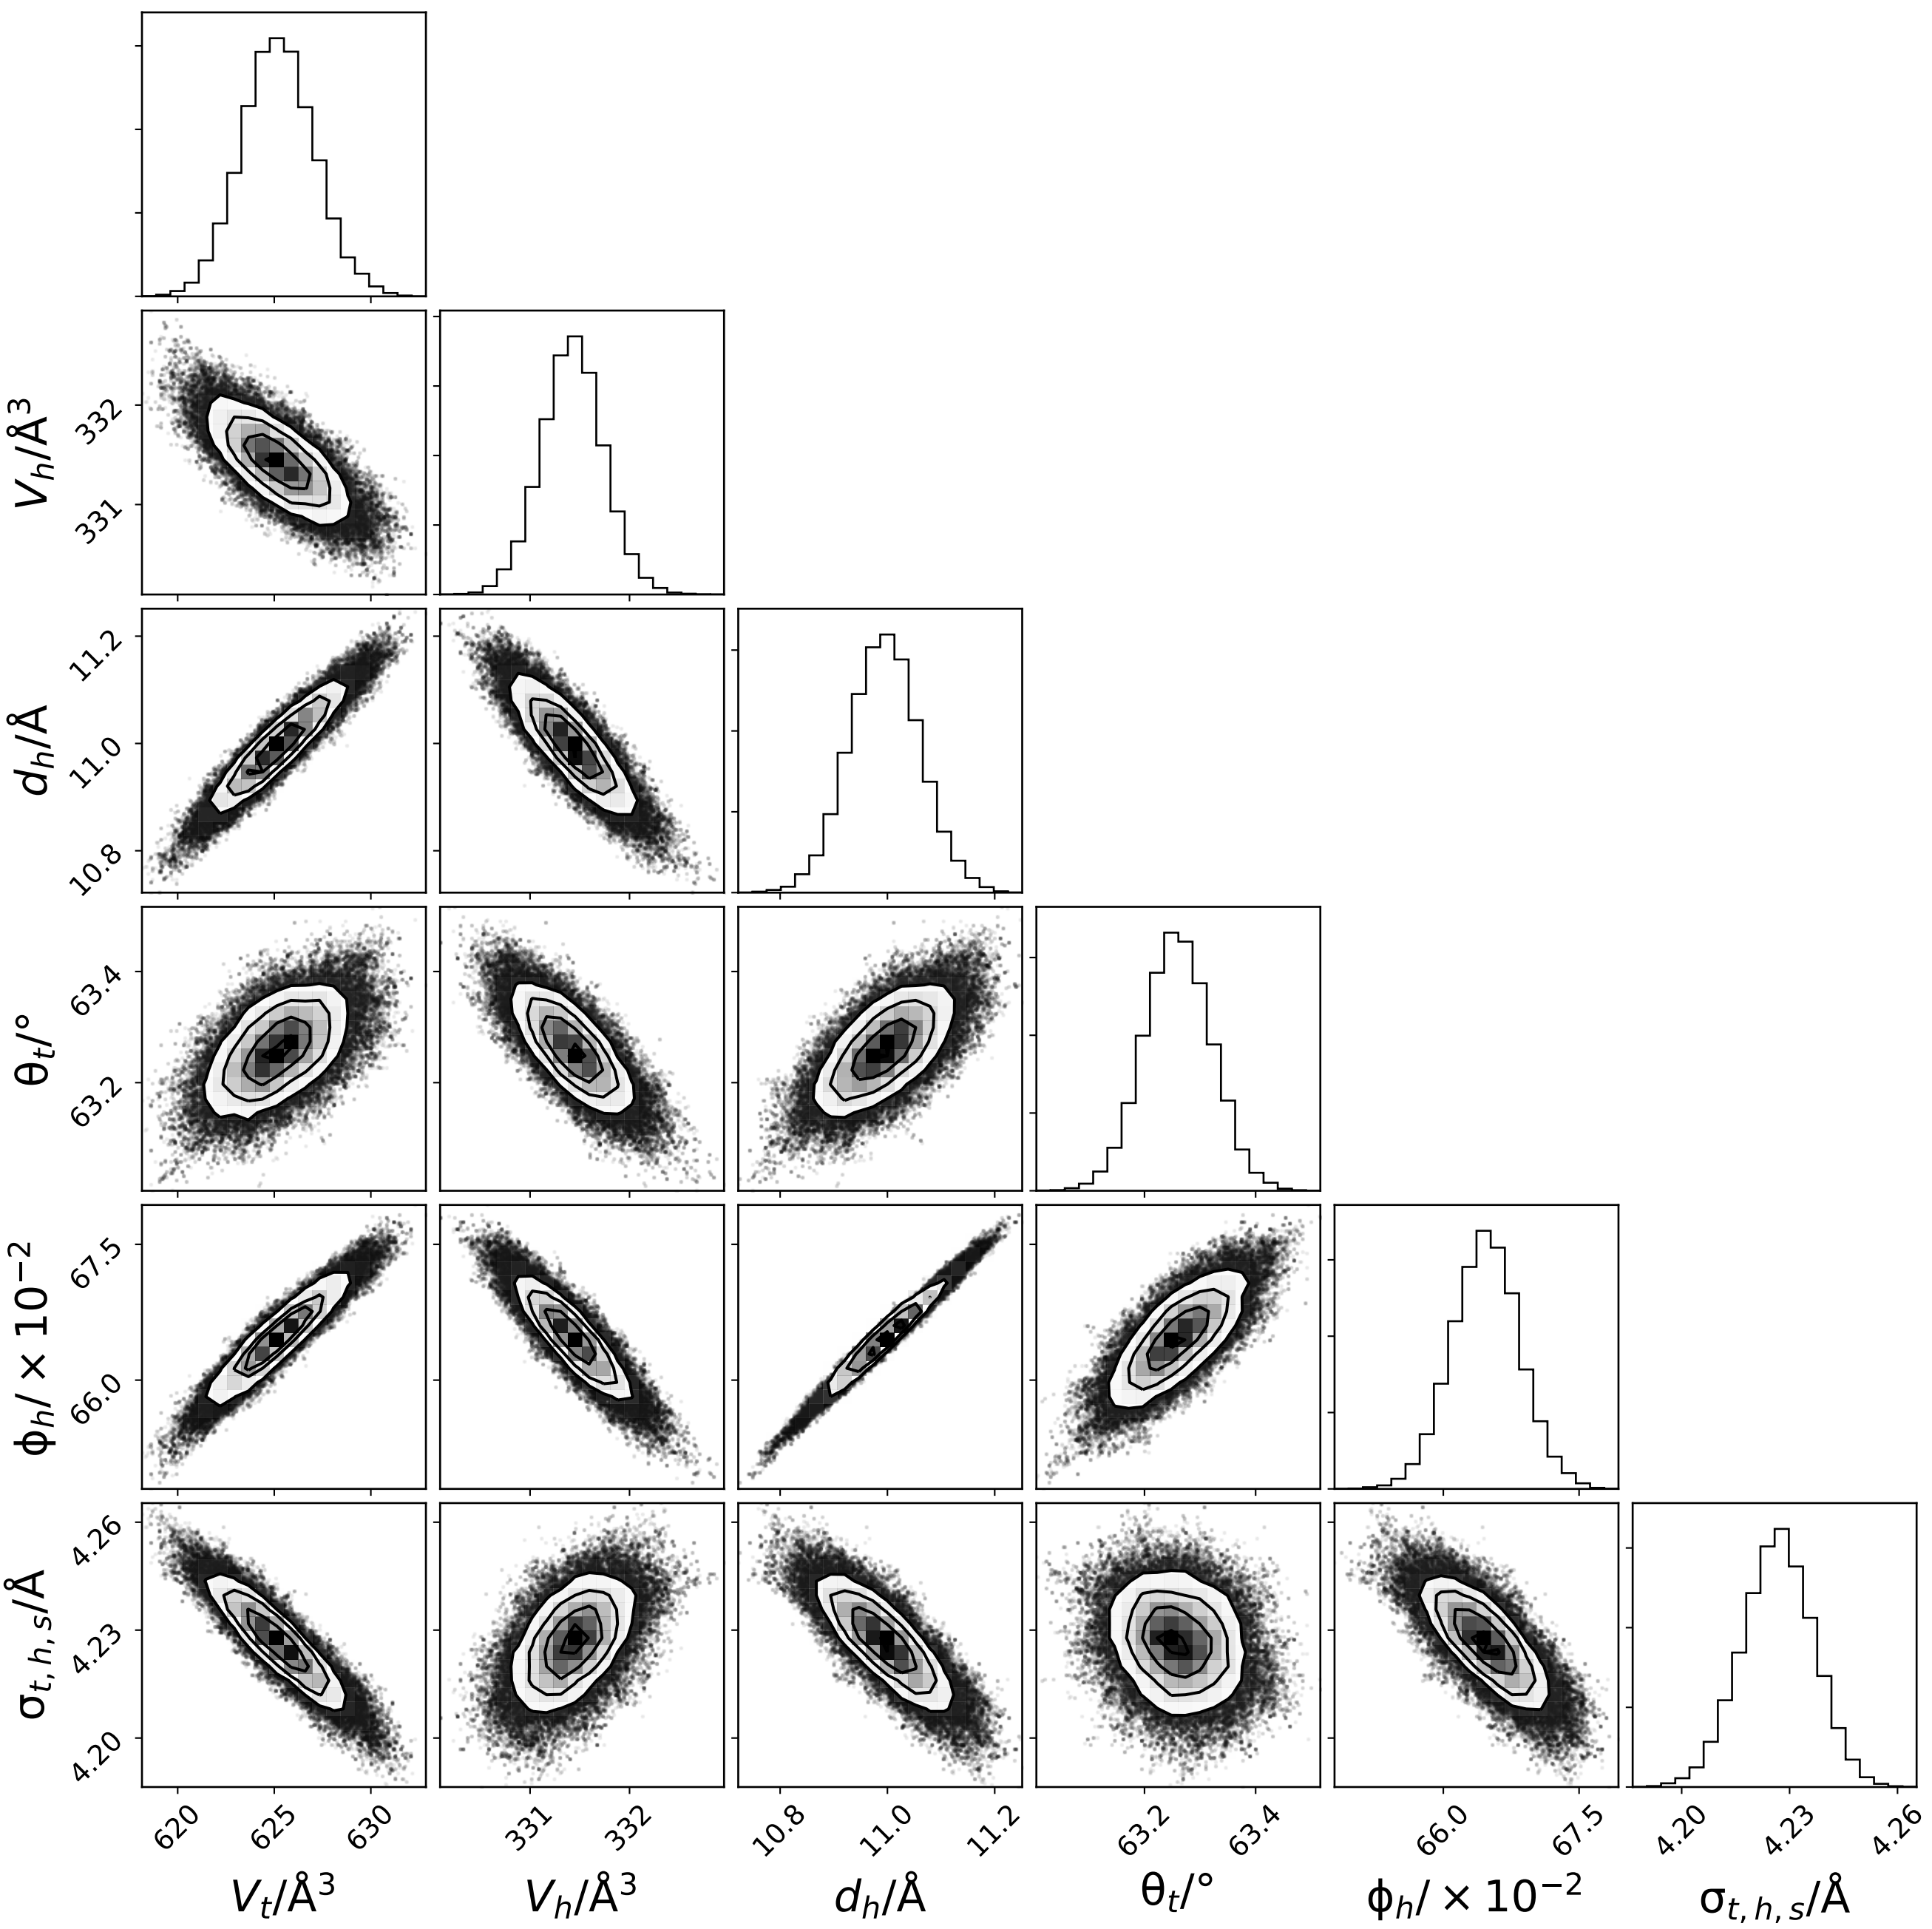 V_h/Å^3
332
331
d_h/Å
11.2
11.0
10.8
θ_t/°
63.4
63.2
ϕ_h/ × 10^−2
67.5
66.0
σ_t, h, s/Å
4.26
4.23
4.20
620 625 630 331 332 10.8 11.0 11.2 63.2 63.4 66.0 67.5 4.20 4.23 4.26
V_t/Å^3 V_h/Å^3 d_h/Å θ_t/° ϕ_h/ × 10^−2 σ_t, h, s/Å